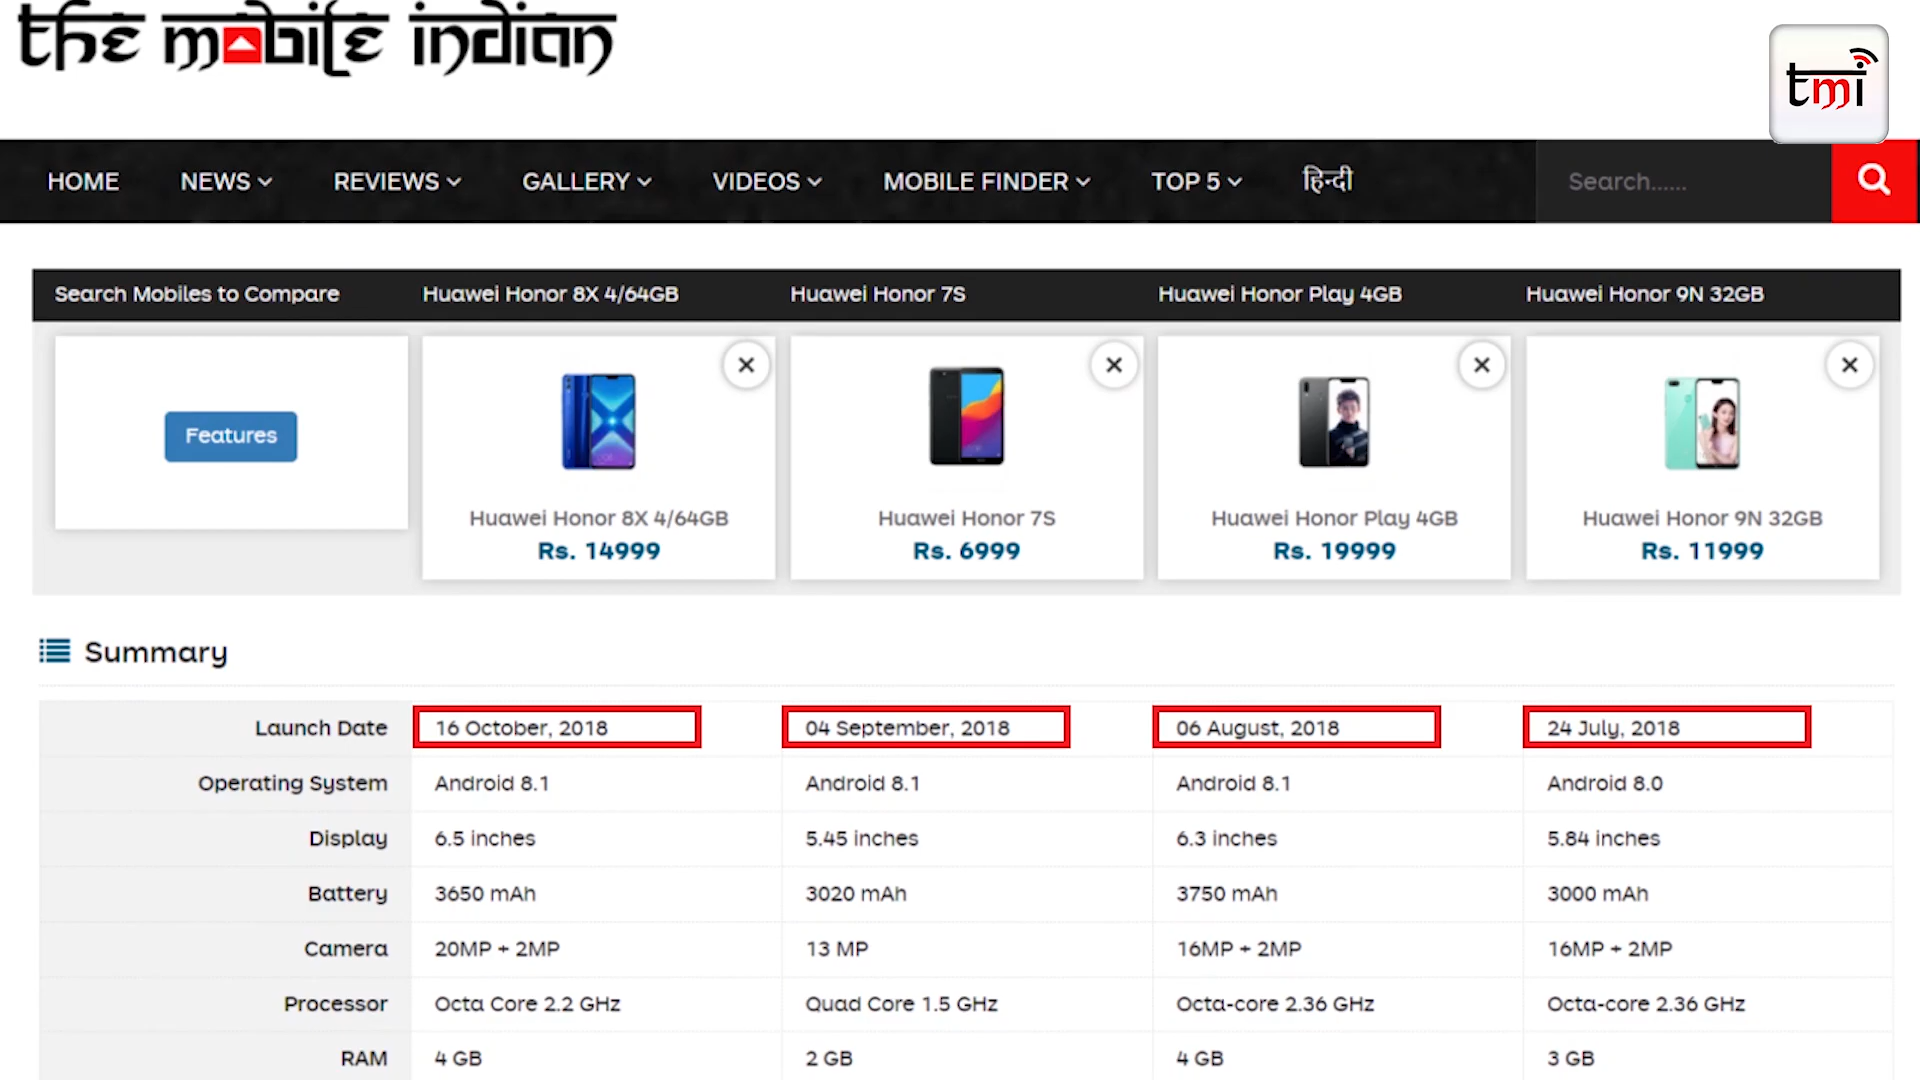 the mobile indian
tmi
HOME NEWS REVIEWS GALLERY VIDEOS MOBILE FINDER TOP 5 हिन्दी Search......
Search Mobiles to Compare Huawei Honor 8X 4/64GB Huawei Honor 7S Huawei Honor Play 4GB Huawei Honor 9N 32GB
Features
Huawei Honor 8X 4/64GB Huawei Honor 7S Huawei Honor Play 4GB Huawei Honor 9N 32GB
Rs. 14999 Rs. 6999 Rs. 19999 Rs. 11999
Summary
Launch Date 16 October, 2018 04 September, 2018 06 August, 2018 24 July, 2018
Operating System Android 8.1 Android 8.1 Android 8.1 Android 8.0
Display 6.5 inches 5.45 inches 6.3 inches 5.84 inches
Battery 3650 mAh 3020 mAh 3750 mAh 3000 mAh
Camera 20MP + 2MP 13 MP 16MP + 2MP 16MP + 2MP
Processor Octa Core 2.2 GHz Quad Core 1.5 GHz Octa-core 2.36 GHz Octa-core 2.36 GHz
RAM 4 GB 2 GB 4 GB 3 GB